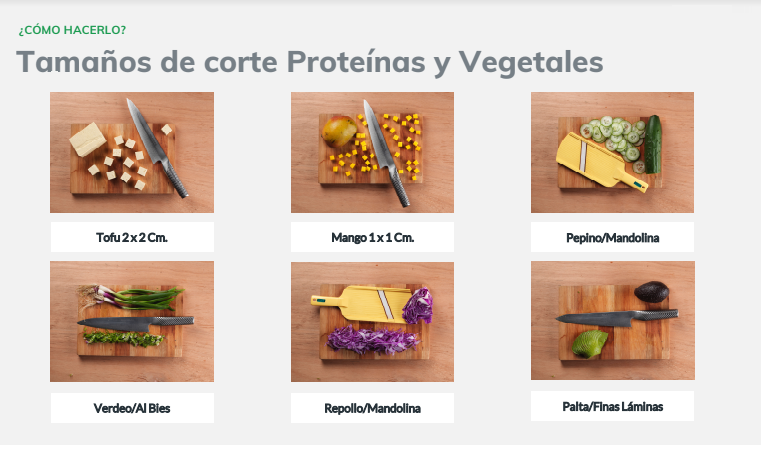 ¿CÓMO HACERLO?
Tamaños de corte Proteínas y Vegetales
Tofu 2 x 2 Cm.
Mango 1 x 1 Cm.
Pepino/Mandolina
Verdeo/Al Bies
Repollo/Mandolina
Palta/Finas Láminas